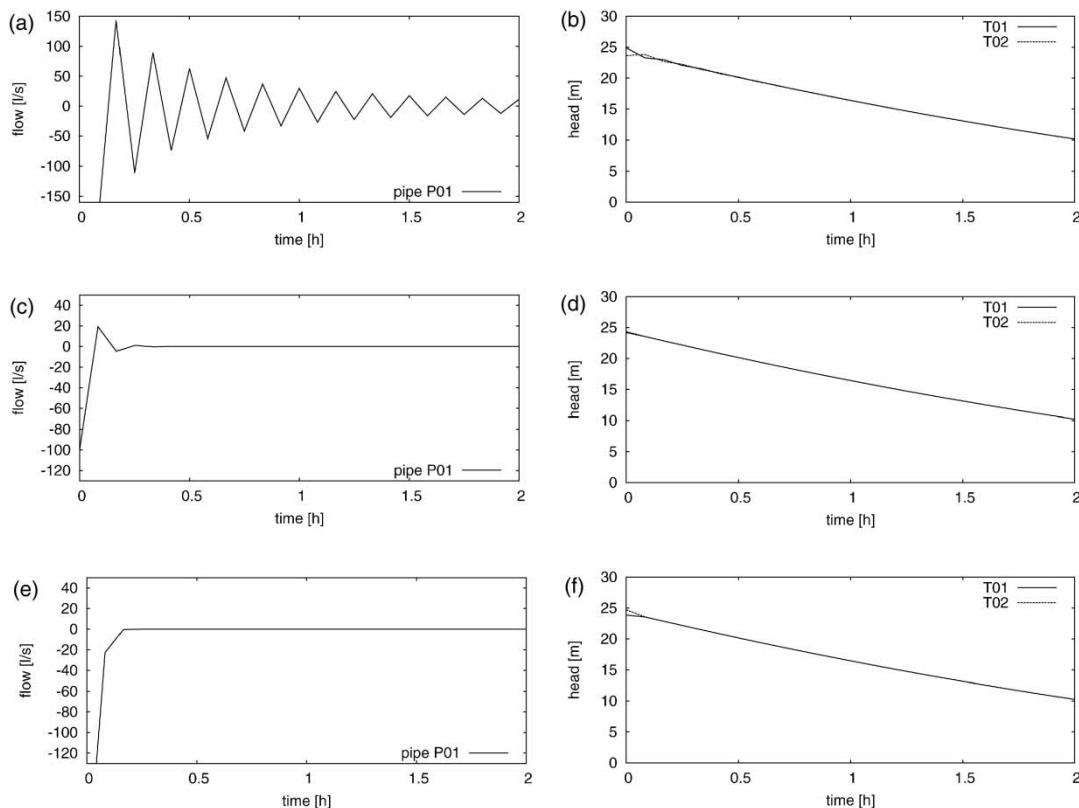 (a)
150
100
50
0
-50
-100
-150
flow [l/s]
pipe P01
0 0.5 1 1.5 2
time [h]
(b)
30
25
20
15
10
5
0
head [m]
T01
T02
0 0.5 1 1.5 2
time [h]
(c)
40
20
0
-20
-40
-60
-80
-100
-120
flow [l/s]
pipe P01
0 0.5 1 1.5 2
time [h]
(d)
30
25
20
15
10
5
0
head [m]
T01
T02
0 0.5 1 1.5 2
time [h]
(e)
40
20
0
-20
-40
-60
-80
-100
-120
flow [l/s]
pipe P01
0 0.5 1 1.5 2
time [h]
(f)
30
25
20
15
10
5
0
head [m]
T01
T02
0 0.5 1 1.5 2
time [h]